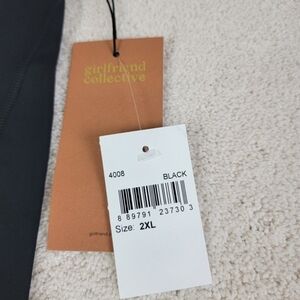 girlfriend
collective
4008 BLACK
8 89791 23730 3
Size: 2XL